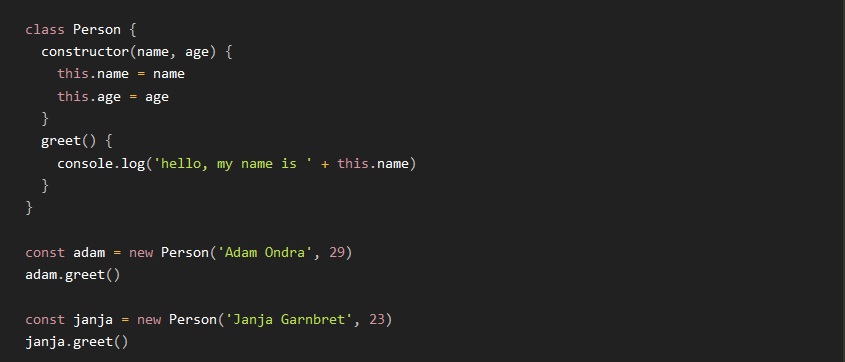 class Person {
  constructor(name, age) {
    this.name = name
    this.age = age
  }
  greet() {
    console.log('hello, my name is ' + this.name)
  }
}

const adam = new Person('Adam Ondra', 29)
adam.greet()

const janja = new Person('Janja Garnbret', 23)
janja.greet()